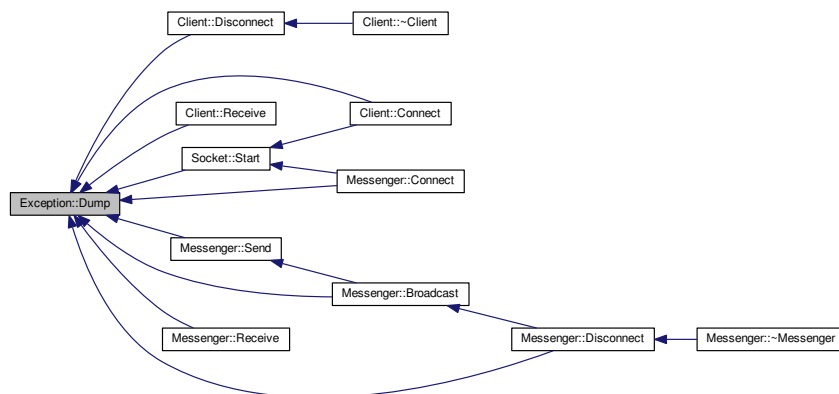 Client::Disconnect
Client::~Client
Client::Receive
Client::Connect
Socket::Start
Messenger::Connect
Exception::Dump
Messenger::Send
Messenger::Broadcast
Messenger::Receive
Messenger::Disconnect
Messenger::~Messenger